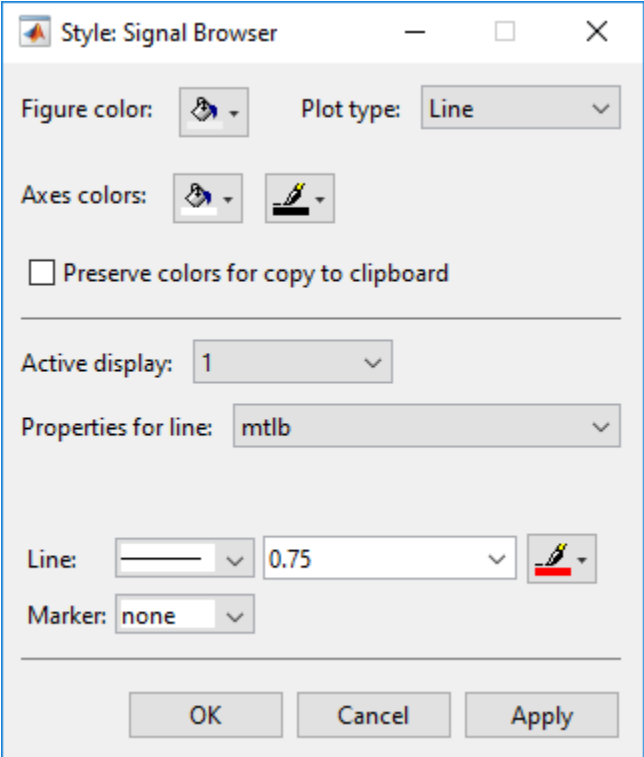 Style: Signal Browser
Figure color: Plot type: Line
Axes colors:
Preserve colors for copy to clipboard
Active display: 1
Properties for line: mtlb
Line: 0.75
Marker: none
OK Cancel Apply